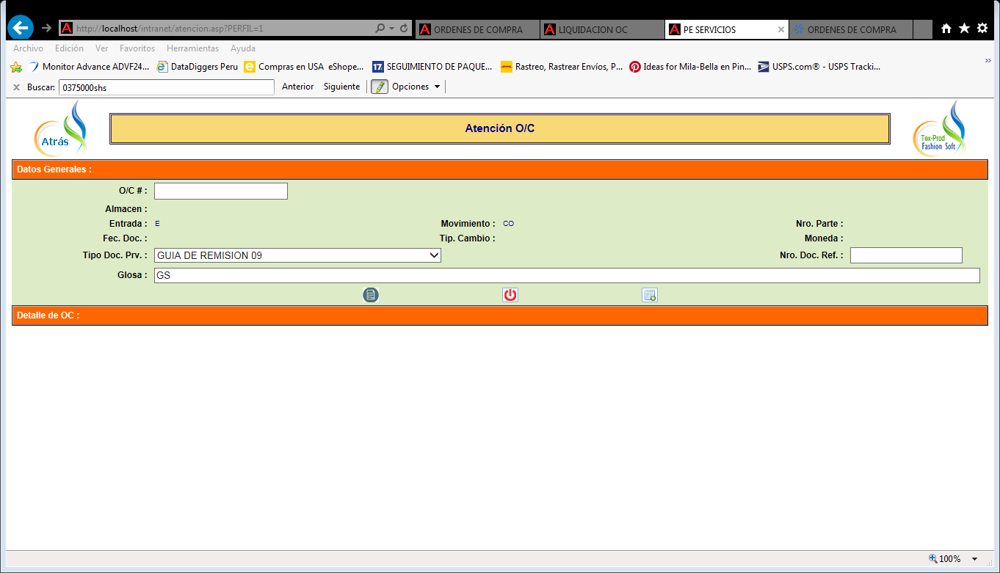 http://localhost/intranet/atencion.asp?PERFIL=1
ORDENES DE COMPRA
LIQUIDACION OC
PE SERVICIOS
ORDENES DE COMPRA
Archivo Edición Ver Favoritos Herramientas Ayuda
Monitor Advance ADVF24... DataDiggers Peru Compras en USA eShope... SEGUIMIENTO DE PAQUE... Rastreo, Rastrear Envíos, P... Ideas for Mila-Bella en Pin... USPS.com® - USPS Tracki...
Buscar: 0375000shs Anterior Siguiente Opciones
Atrás
Atención O/C
Tex-Prod
Fashion Soft
Datos Generales :
O/C # :
Almacen :
Entrada : E Movimiento : CO Nro. Parte :
Fec. Doc. : Tip. Cambio : Moneda :
Tipo Doc. Prv. : GUIA DE REMISION 09 Nro. Doc. Ref. :
Glosa : GS
Detalle de OC :
100%